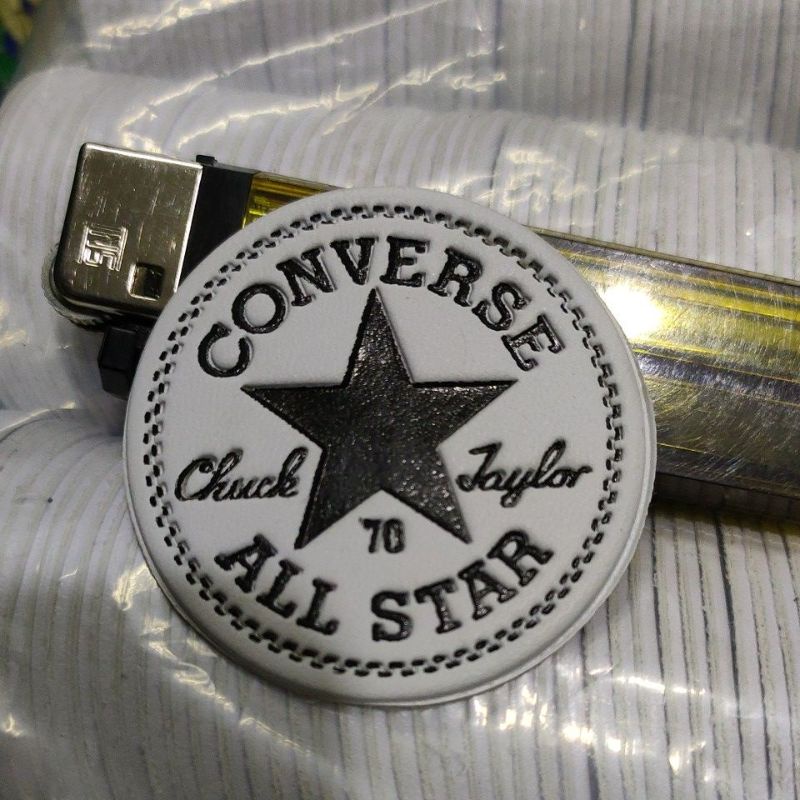 CONVERSE
Chuck Taylor
70
ALL STAR